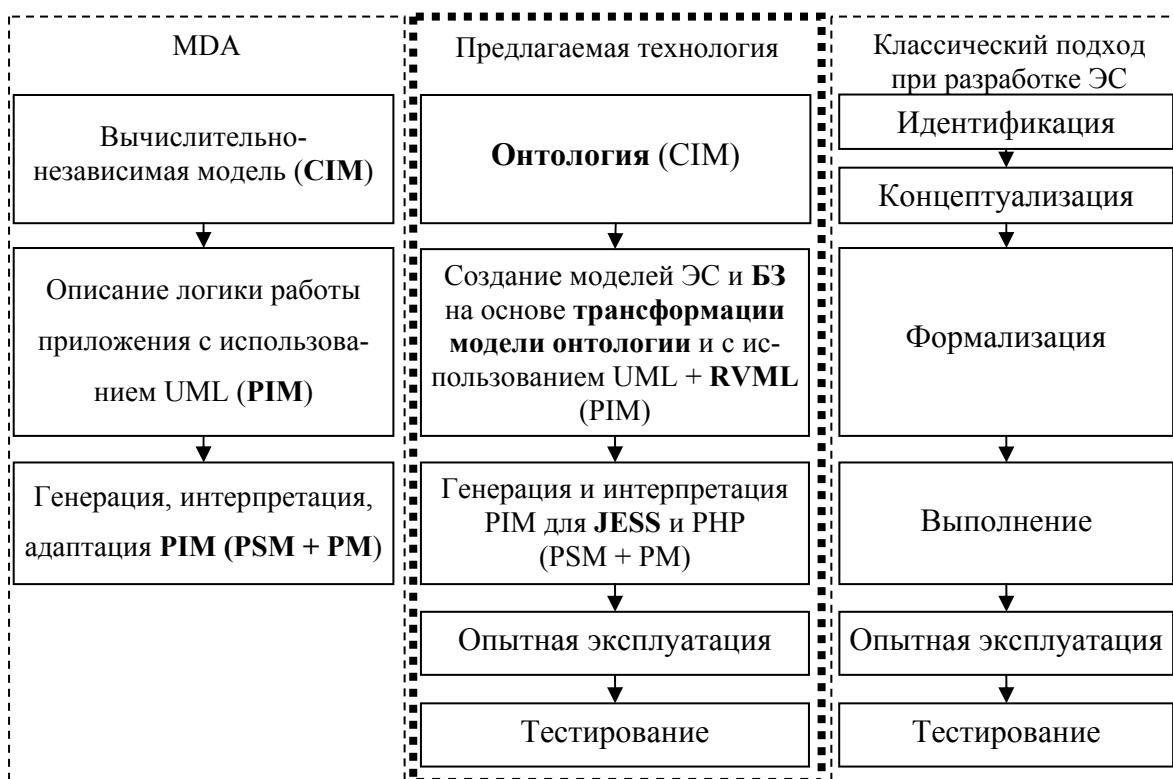 MDA
Вычислительно-
независимая модель (CIM)
Описание логики работы
приложения с использова-
нием UML (PIM)
Генерация, интерпретация,
адаптация PIM (PSM + PM)
Предлагаемая технология
Онтология (CIM)
Создание моделей ЭС и БЗ
на основе трансформации
модели онтологии и с ис-
пользованием UML + RVML
(PIM)
Генерация и интерпретация
PIM для JESS и PHP
(PSM + PM)
Опытная эксплуатация
Тестирование
Классический подход
при разработке ЭС
Идентификация
Концептуализация
Формализация
Выполнение
Опытная эксплуатация
Тестирование